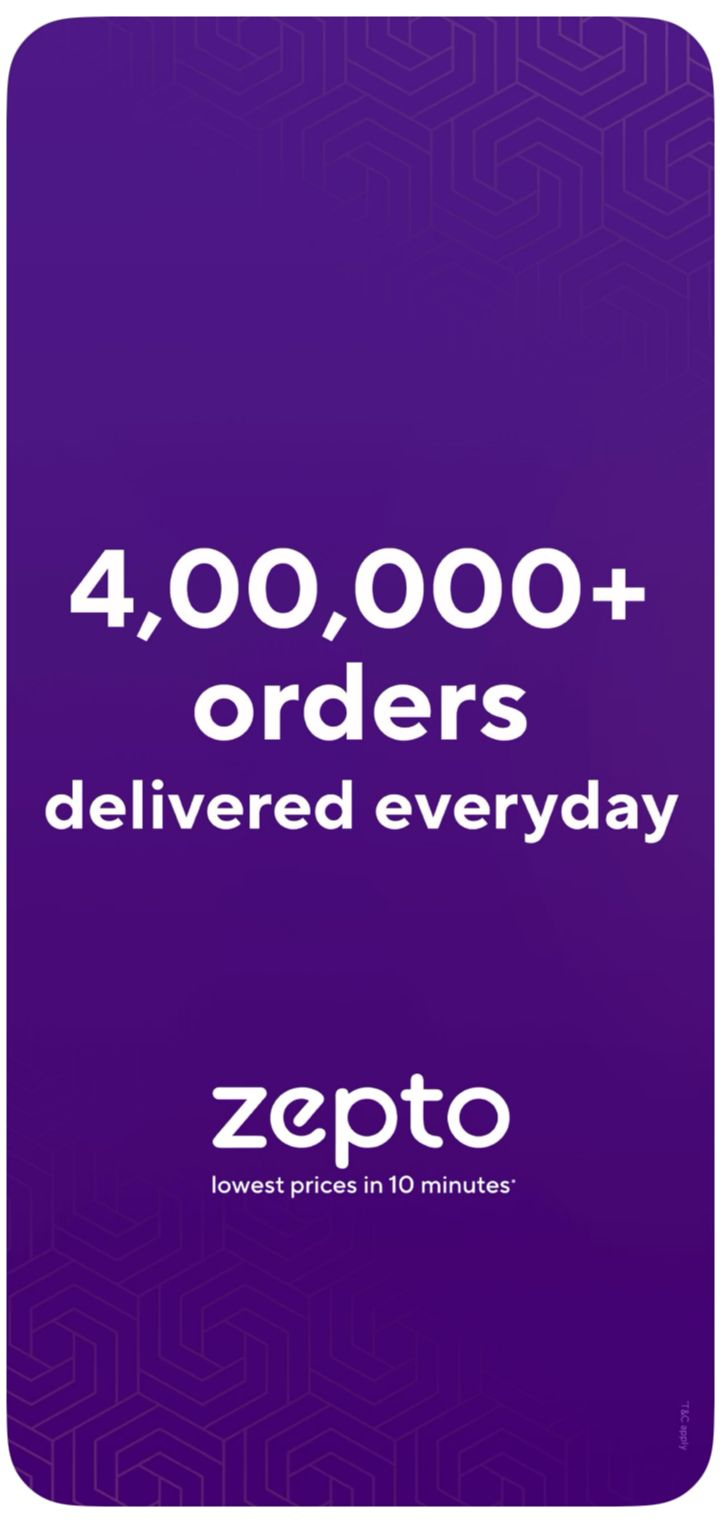 4,00,000+
orders
delivered everyday
zepto
lowest prices in 10 minutes*
T&C apply